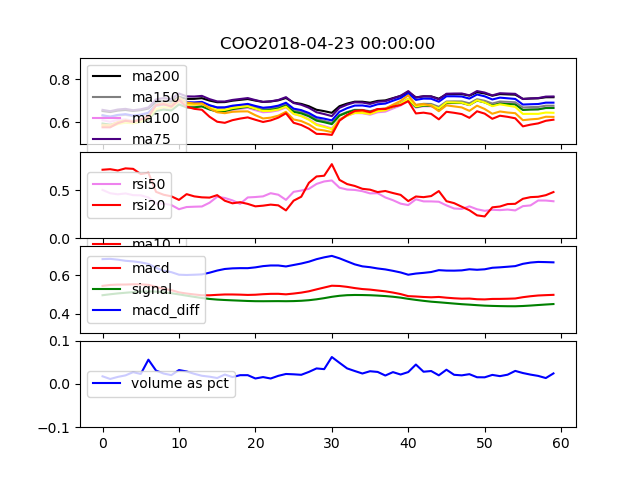 COO2018-04-23 00:00:00
0.8
0.6
ma200
ma150
ma100
ma75
0.5
0.0
rsi50
rsi20
ma10
0.6
0.4
macd
signal
macd_diff
0.1
0.0
−0.1
volume as pct
0 10 20 30 40 50 60